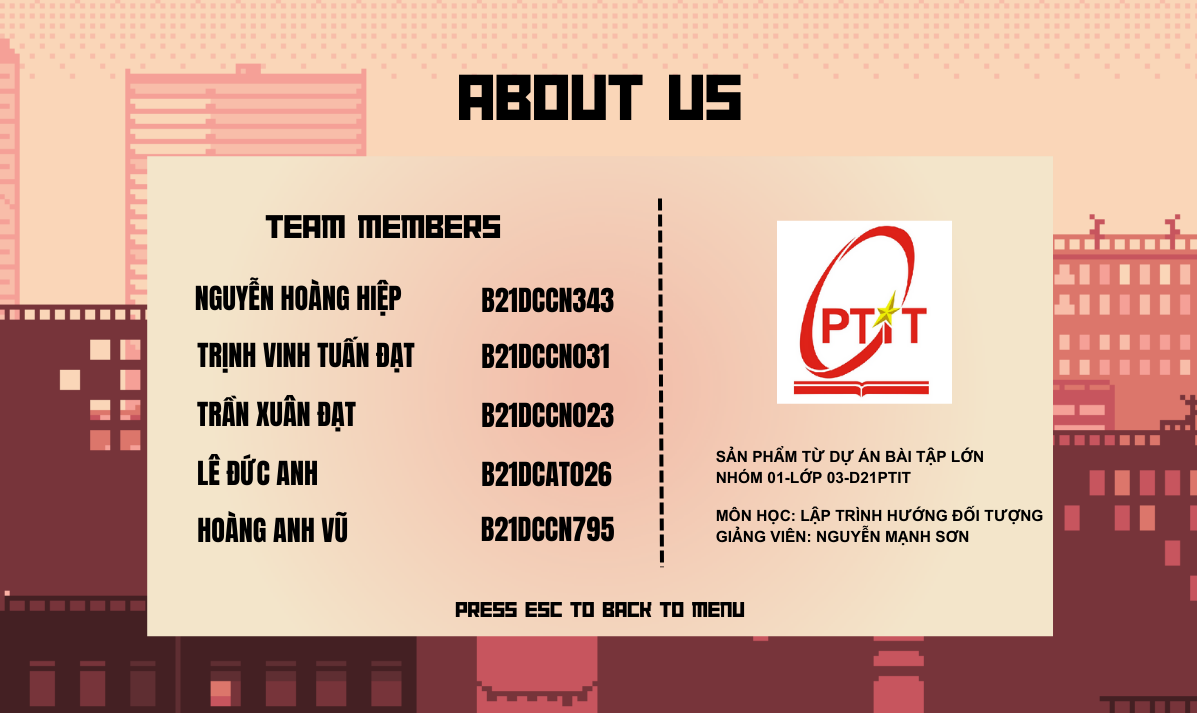 ABOUT US
TEAM MEMBERS
NGUYỄN HOÀNG HIỆP B21DCCN343
TRỊNH VINH TUẤN ĐẠT B21DCCN031
TRẦN XUÂN ĐẠT B21DCCN023
LÊ ĐỨC ANH B21DCAT026
HOÀNG ANH VŨ B21DCCN795
PTIT
SẢN PHẨM TỪ DỰ ÁN BÀI TẬP LỚN
NHÓM 01-LỚP 03-D21PTIT
MÔN HỌC: LẬP TRÌNH HƯỚNG ĐỐI TƯỢNG
GIẢNG VIÊN: NGUYỄN MẠNH SƠN
PRESS ESC TO BACK TO MENU